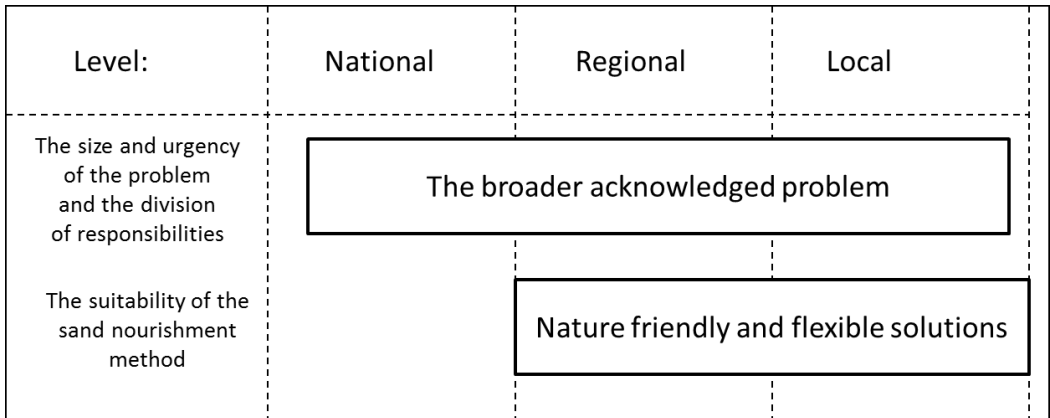 Level: National Regional Local
The size and urgency
of the problem
and the division
of responsibilities
The broader acknowledged problem
The suitability of the
sand nourishment
method
Nature friendly and flexible solutions